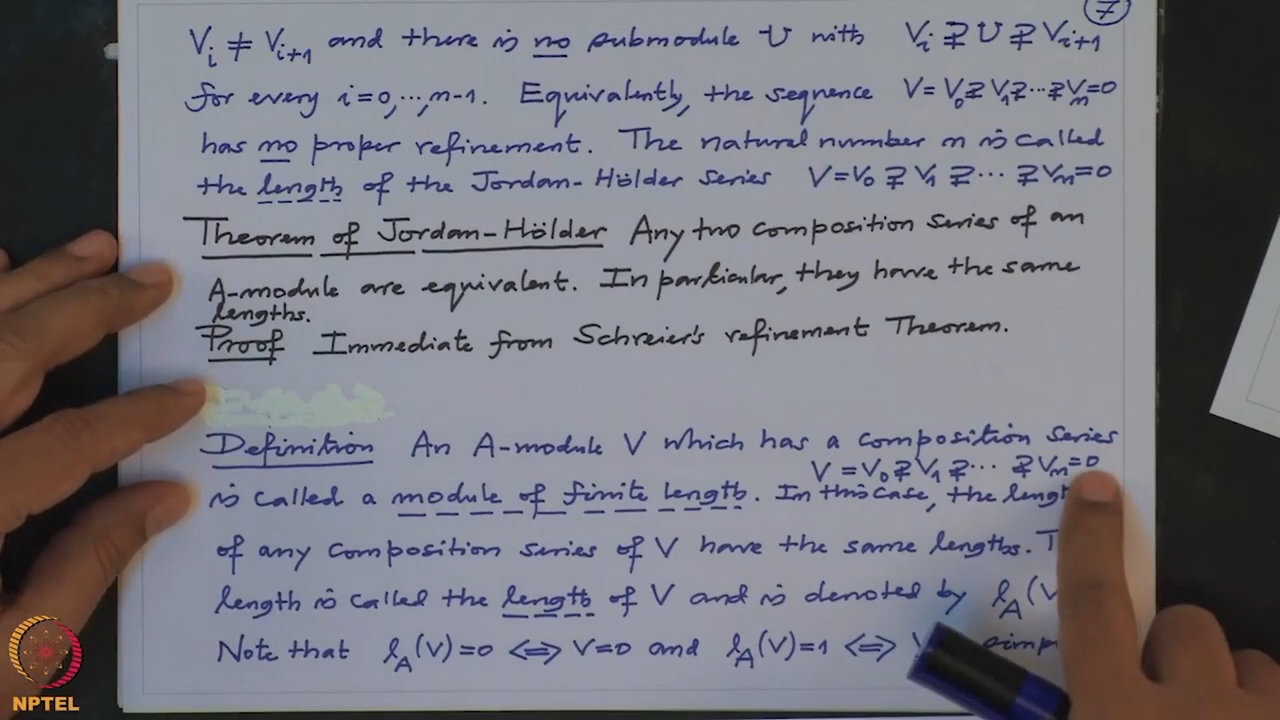 7
Vᵢ ≠ Vᵢ₊₁ and there is no submodule U with Vᵢ ⊋ U ⊋ Vᵢ₊₁
for every i=0,⋯,m-1. Equivalently, the sequence V=V₀⊋V₁⊋⋯⊋Vₘ=0
has no proper refinement. The natural number m is called
the length of the Jordan-Hölder series V=V₀ ⊋ V₁ ⊋ ⋯ ⊋ Vₘ=0
Theorem of Jordan-Hölder Any two composition series of an
A-module are equivalent. In particular, they have the same
lengths.
Proof Immediate from Schreier's refinement Theorem.
Definition An A-module V which has a composition series
V=V₀⊋V₁⊋⋯ ⊋Vₘ=0
is called a module of finite length. In this case, the
of any composition series of V have the same lengths.
length is called the length of V and is denoted by ℓ_A(V
Note that ℓ_A(V)=0 ⟺ V=0 and ℓ_A(V)=1 ⟺
NPTEL